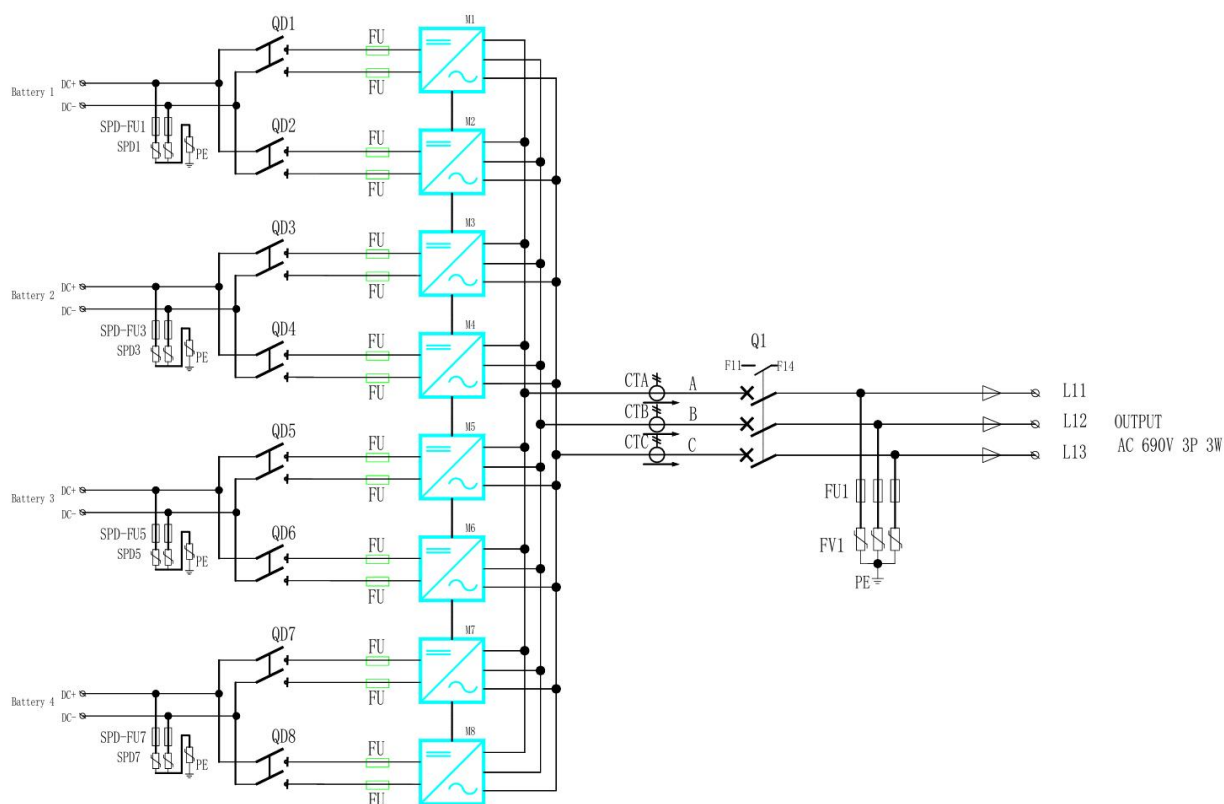 QD1
FU
M1
DC+
Battery 1
DC-
FU
SPD-FU1
SPD1
PE
QD2
FU
M2
FU
QD3
FU
M3
DC+
Battery 2
DC-
FU
SPD-FU3
SPD3
PE
QD4
FU
M4
FU
Q1
F11
F14
CTA
A
L11
CTB
B
L12
OUTPUT
CTC
C
L13
AC 690V 3P 3W
QD5
FU
M5
DC+
Battery 3
DC-
FU
FU1
SPD-FU5
SPD5
PE
QD6
FU
M6
FV1
FU
PE
QD7
FU
M7
DC+
Battery 4
DC-
FU
SPD-FU7
SPD7
PE
QD8
FU
M8
FU